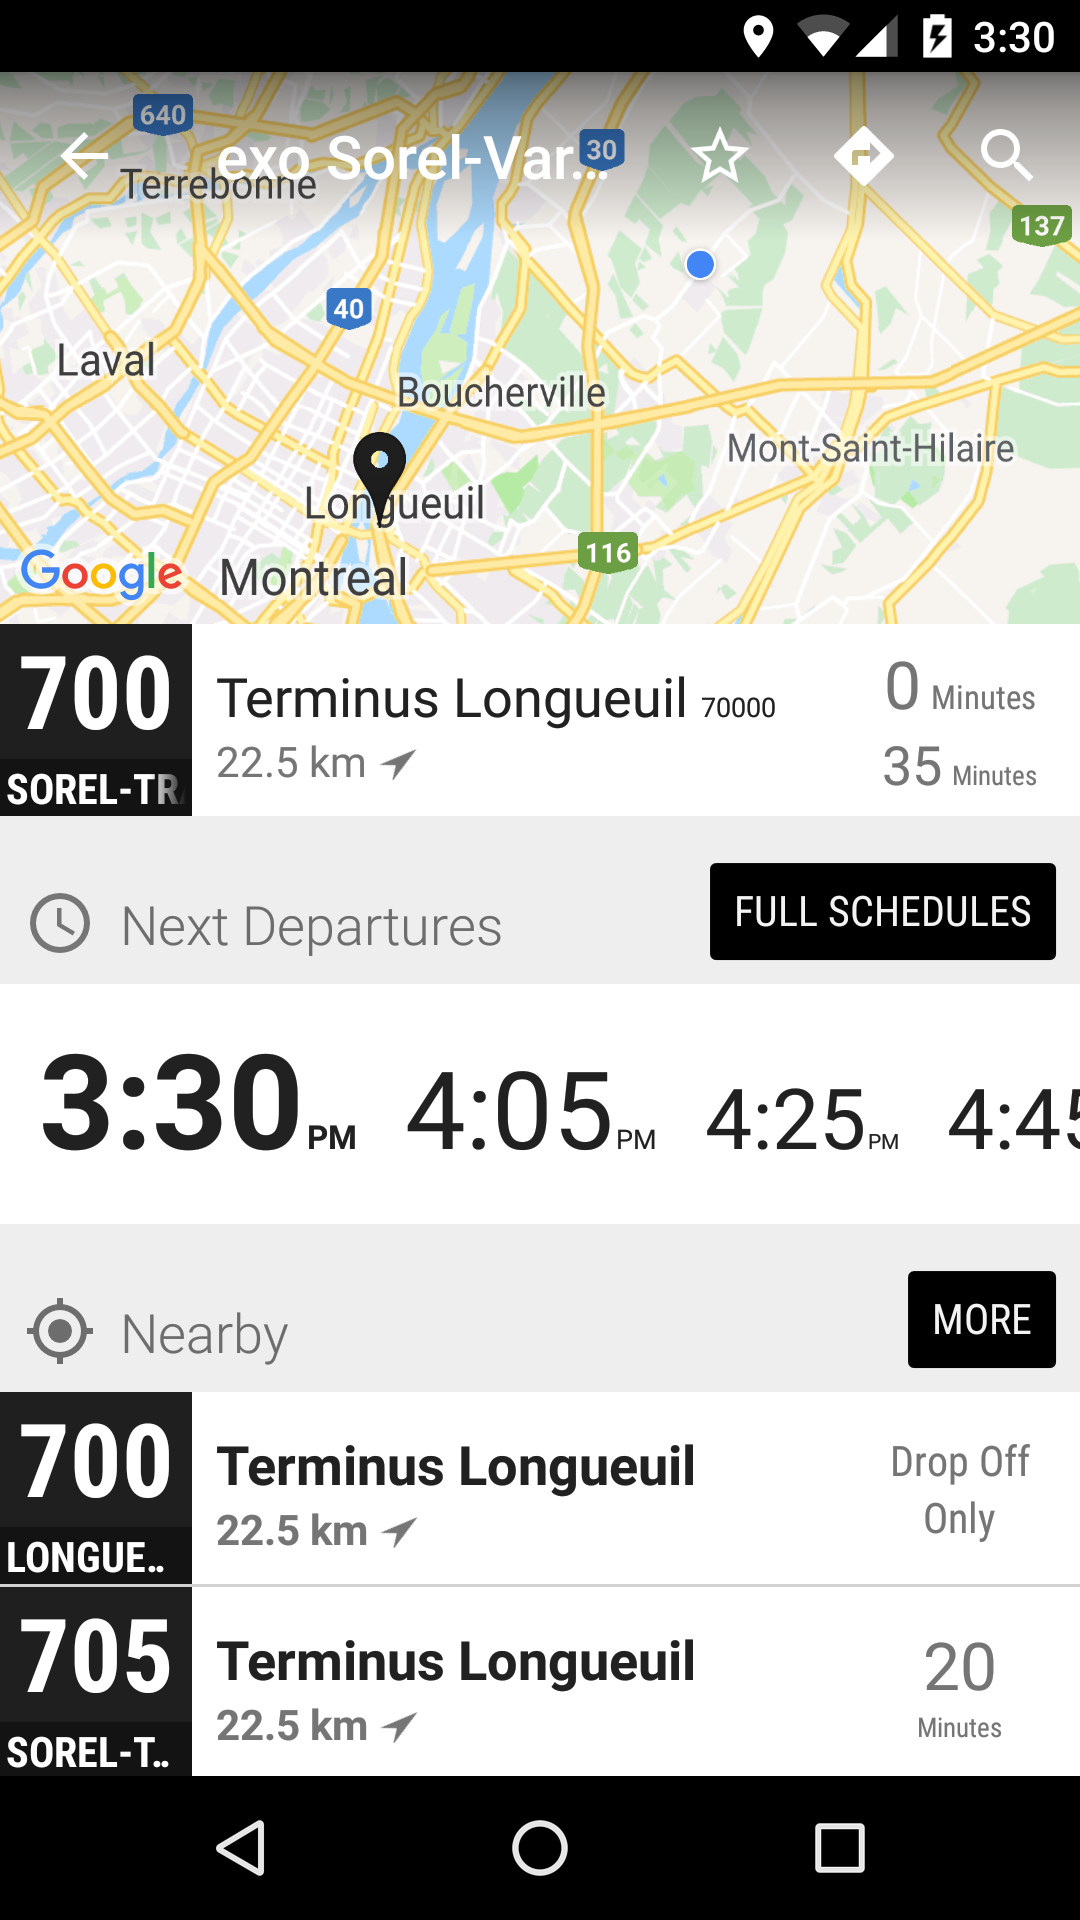 3:30
640
exo Sorel-Var...
30
Terrebonne
137
40
Laval
Boucherville
Mont-Saint-Hilaire
Longueuil
116
Google
Montreal
700
Terminus Longueuil 70000
0 Minutes
22.5 km
35 Minutes
SOREL-TRA
Next Departures
FULL SCHEDULES
3:30 PM 4:05 PM 4:25 PM 4:45
Nearby
MORE
700
Terminus Longueuil
Drop Off
Only
22.5 km
LONGUE..
705
Terminus Longueuil
20
Minutes
22.5 km
SOREL-T..